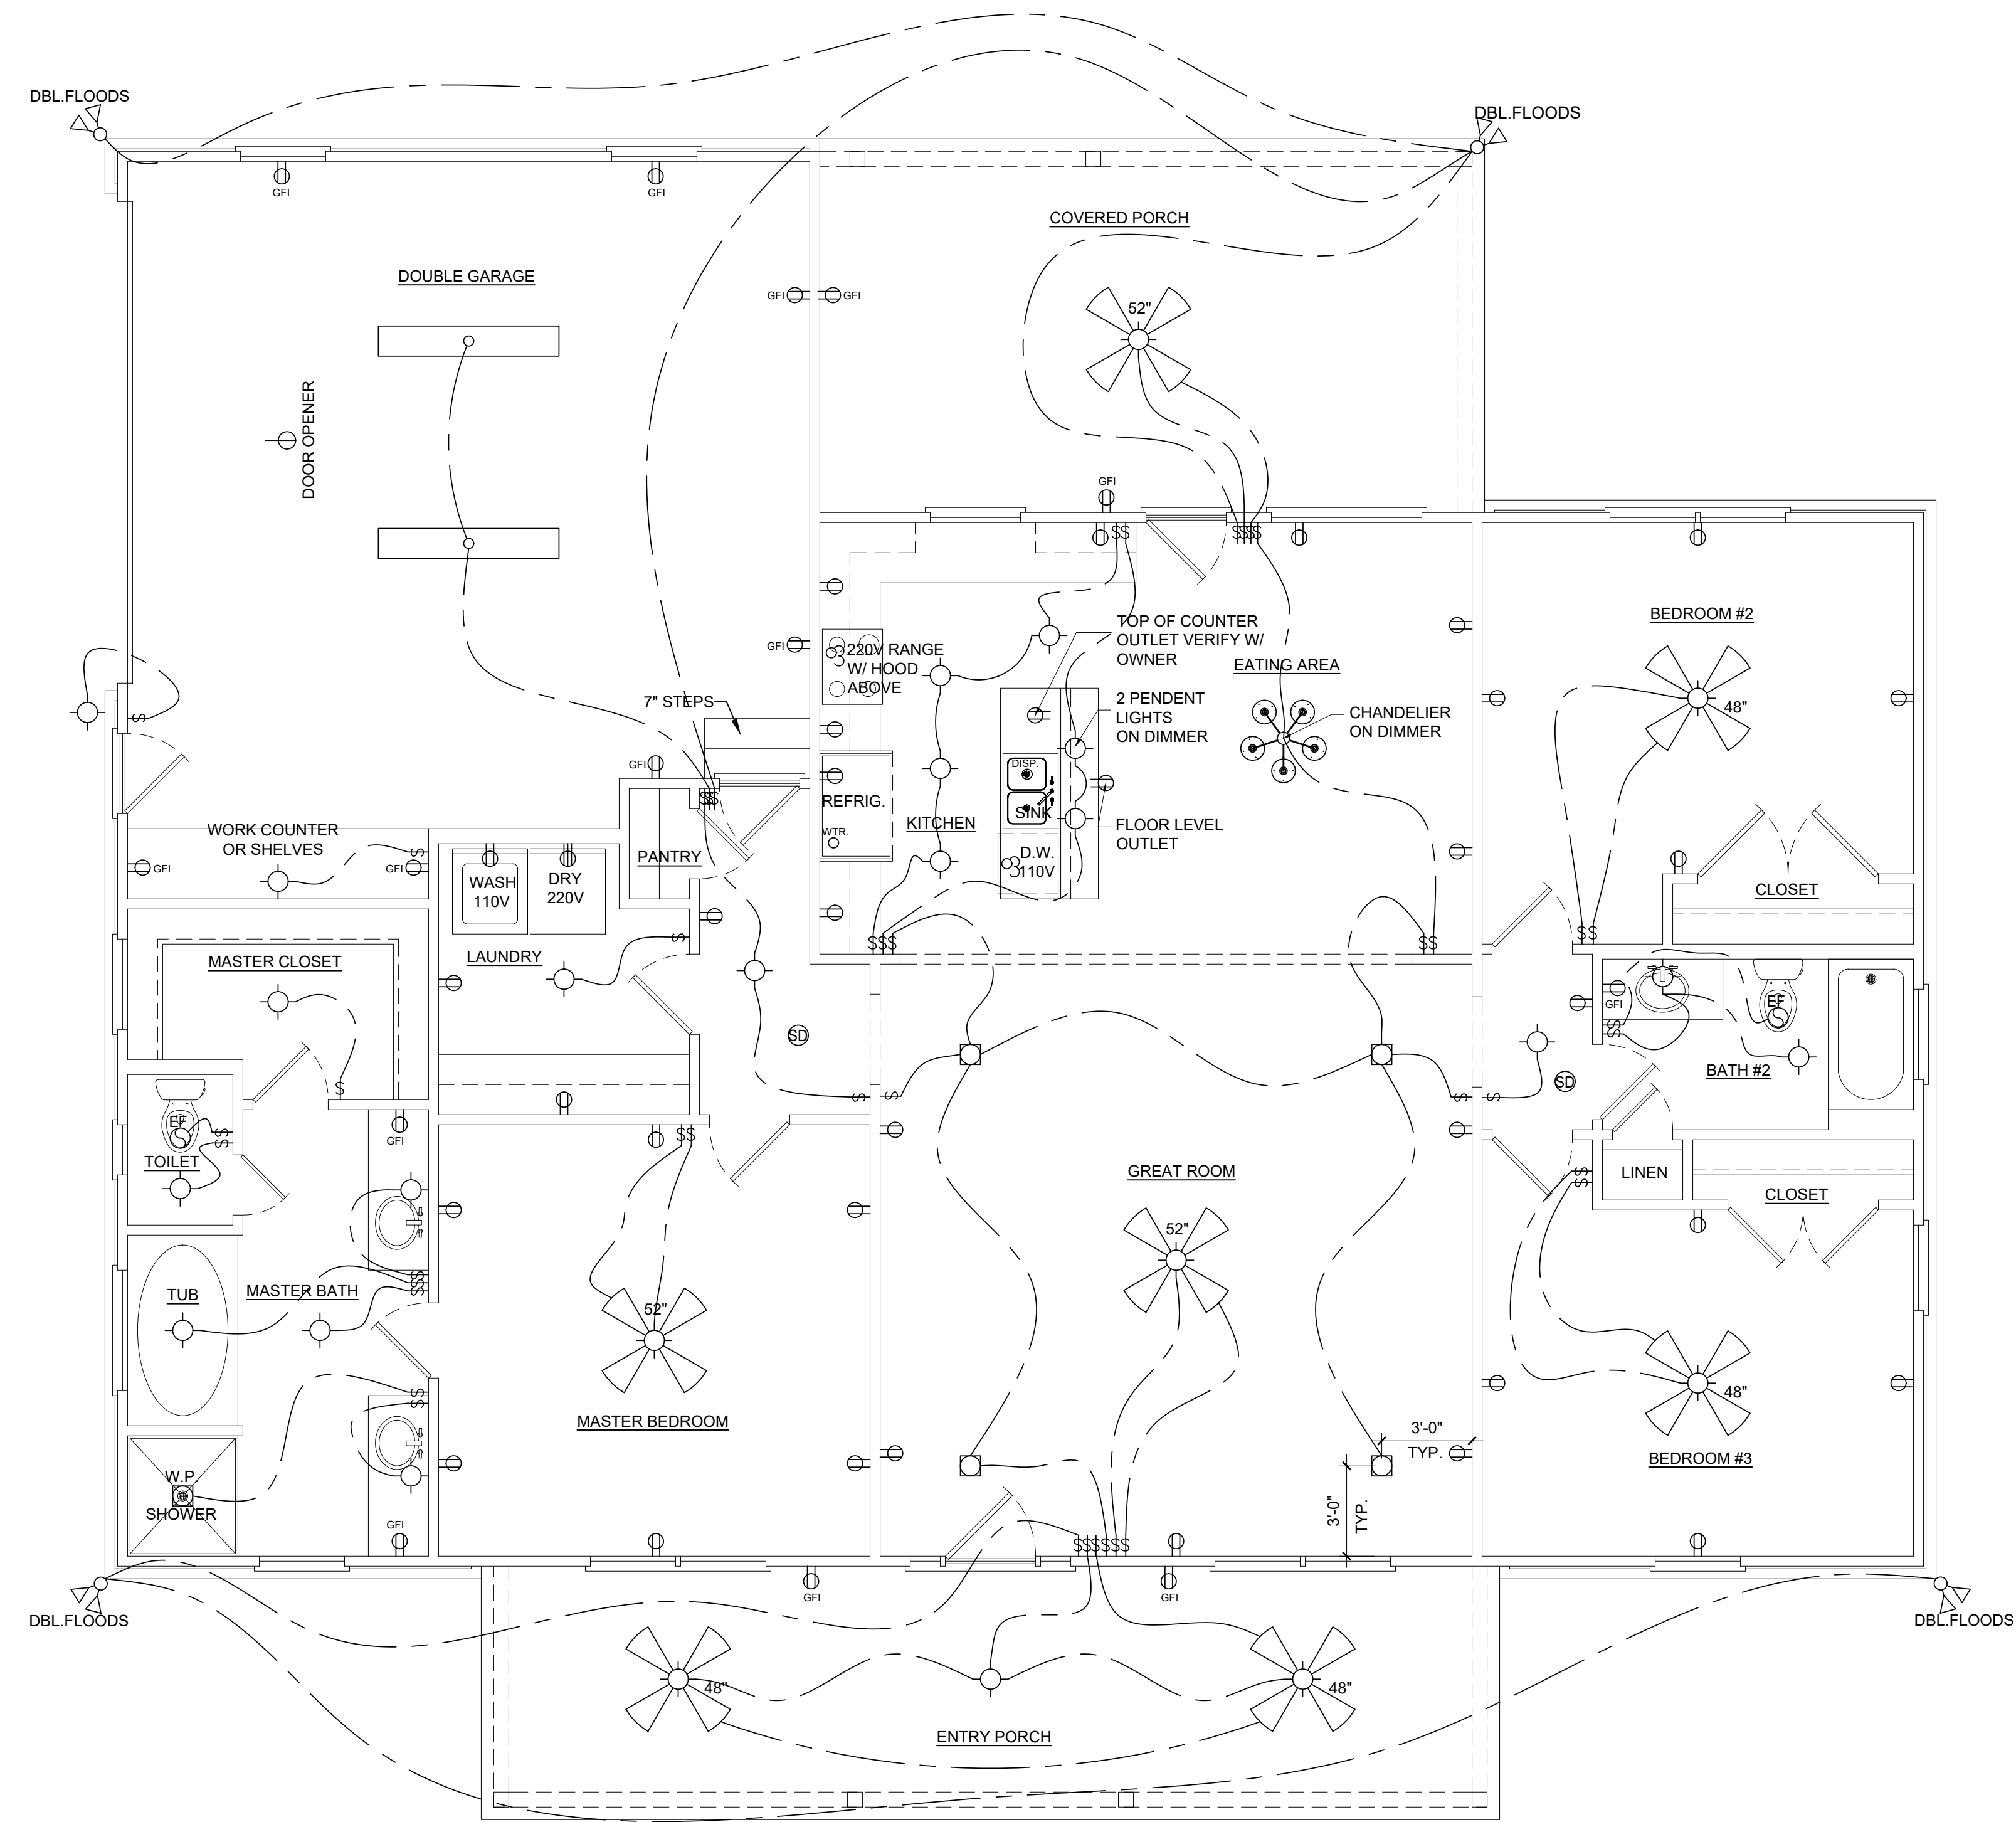 DBL.FLOODS
DBL.FLOODS
GFI
GFI
COVERED PORCH
DOUBLE GARAGE
GFI
GFI
52"
DOOR OPENER
GFI
$$
$$$$
BEDROOM #2
TOP OF COUNTER
OUTLET VERIFY W/
OWNER
GFI
220V RANGE
W/ HOOD
ABOVE
EATING AREA
7" STEPS
2 PENDENT
LIGHTS
ON DIMMER
CHANDELIER
ON DIMMER
48"
$
GFI
DISP.
SINK
REFRIG.
WTR.
KITCHEN
FLOOR LEVEL
OUTLET
$$
WORK COUNTER
OR SHELVES
$
GFI
GFI
PANTRY
WASH
110V
DRY
220V
D.W.
110V
CLOSET
$
$$$
$$
$$
LAUNDRY
MASTER CLOSET
GFI
EF
$$
SD
BATH #2
SD
$
$
$
$
$
GFI
EF
$$
TOILET
$$
GREAT ROOM
$$
LINEN
CLOSET
52"
$$$
MASTER BATH
TUB
52"
48"
$$
MASTER BEDROOM
3'-0"
TYP.
BEDROOM #3
W.P.
SHOWER
3'-0"
TYP.
GFI
$$$$$$
GFI
GFI
DBL.FLOODS
DBL.FLOODS
48"
48"
ENTRY PORCH